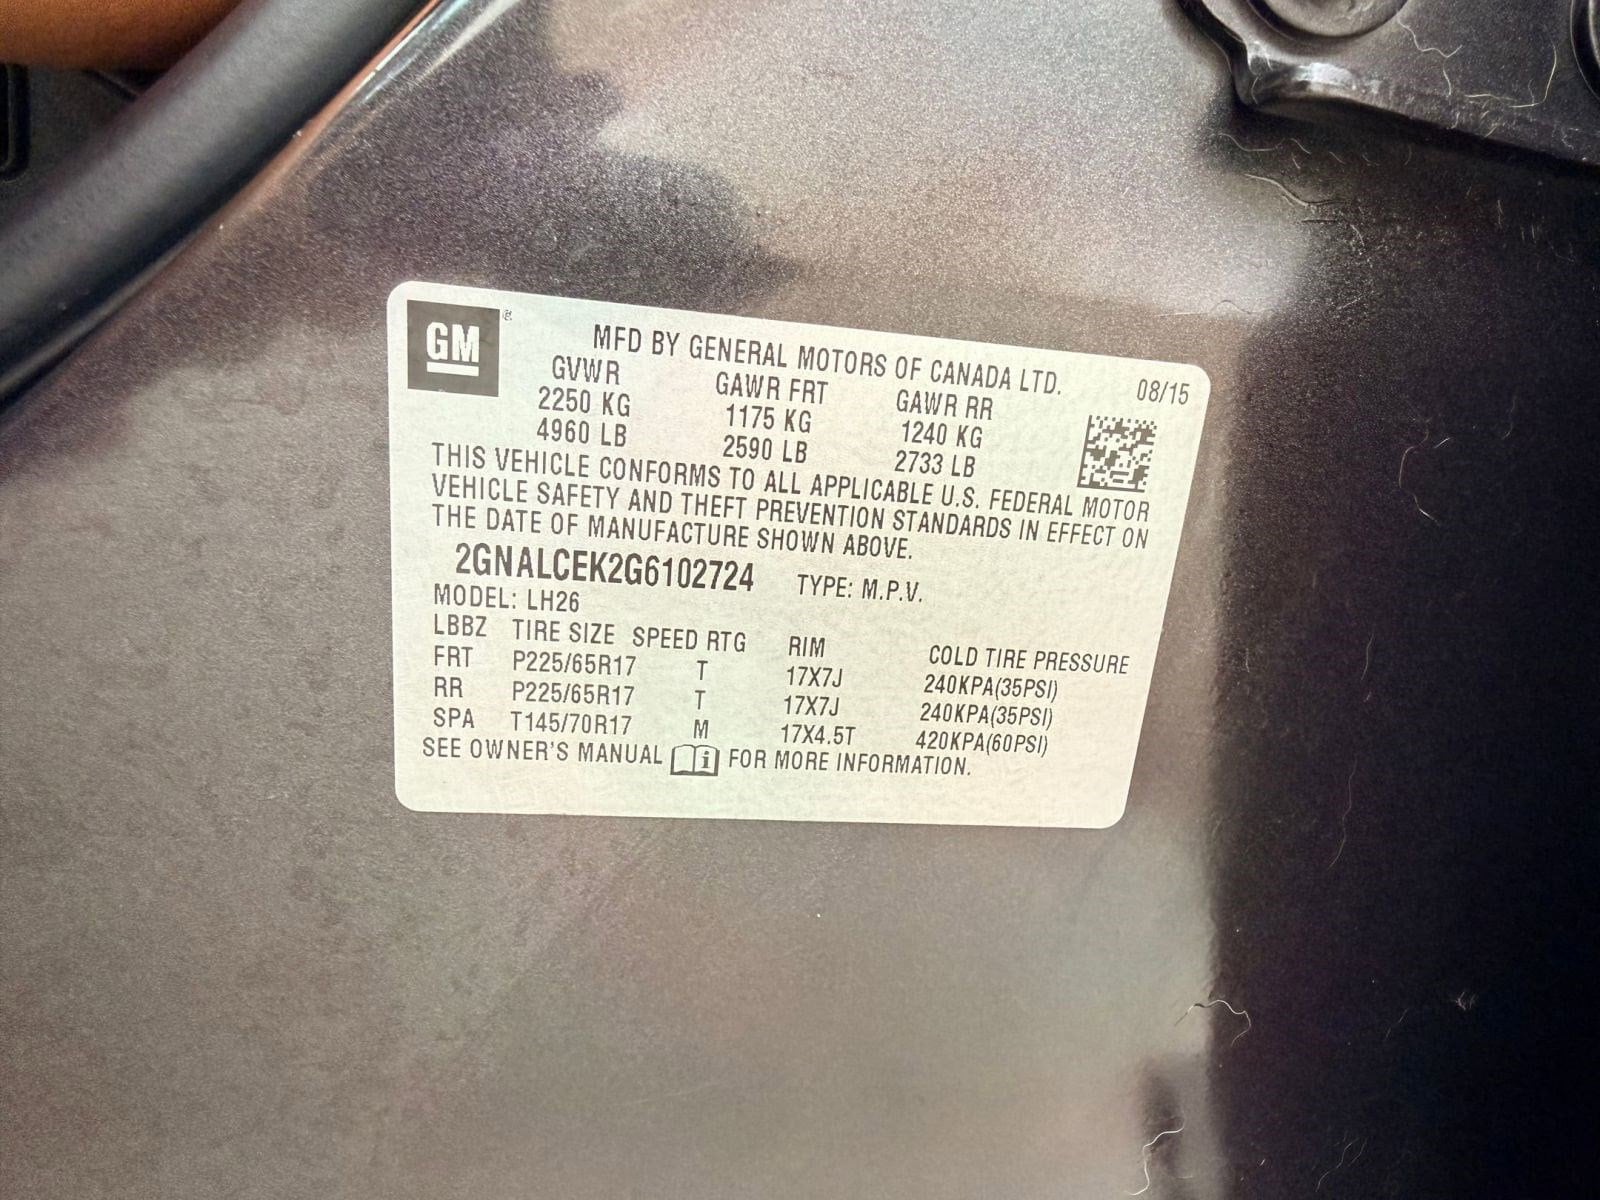 GM ®
MFD BY GENERAL MOTORS OF CANADA LTD. 08/15
GVWR GAWR FRT GAWR RR
2250 KG 1175 KG 1240 KG
4960 LB 2590 LB 2733 LB
THIS VEHICLE CONFORMS TO ALL APPLICABLE U.S. FEDERAL MOTOR
VEHICLE SAFETY AND THEFT PREVENTION STANDARDS IN EFFECT ON
THE DATE OF MANUFACTURE SHOWN ABOVE.
2GNALCEK2G6102724 TYPE: M.P.V.
MODEL: LH26
LBBZ TIRE SIZE SPEED RTG RIM COLD TIRE PRESSURE
FRT P225/65R17 T 17X7J 240KPA(35PSI)
RR P225/65R17 T 17X7J 240KPA(35PSI)
SPA T145/70R17 M 17X4.5T 420KPA(60PSI)
SEE OWNER'S MANUAL i FOR MORE INFORMATION.